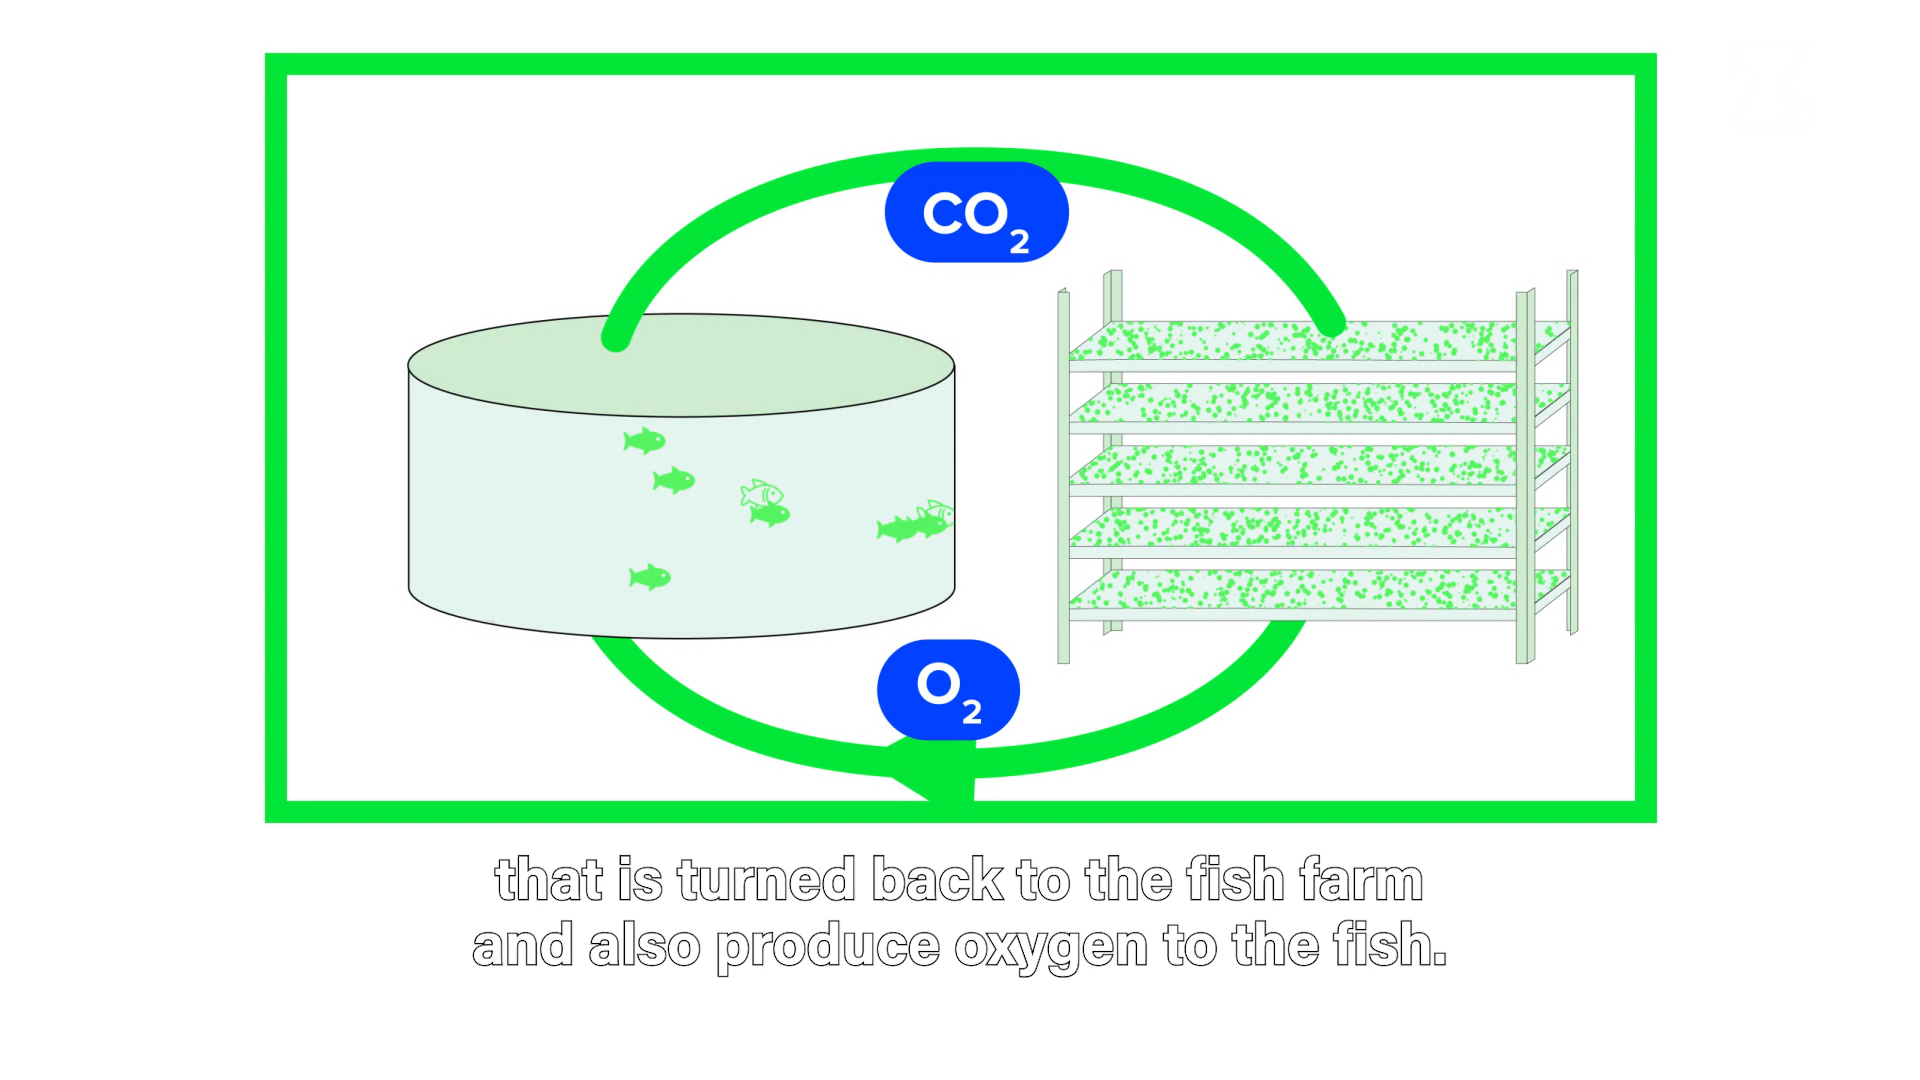 CO₂
O₂
that is turned back to the fish farm
and also produce oxygen to the fish.